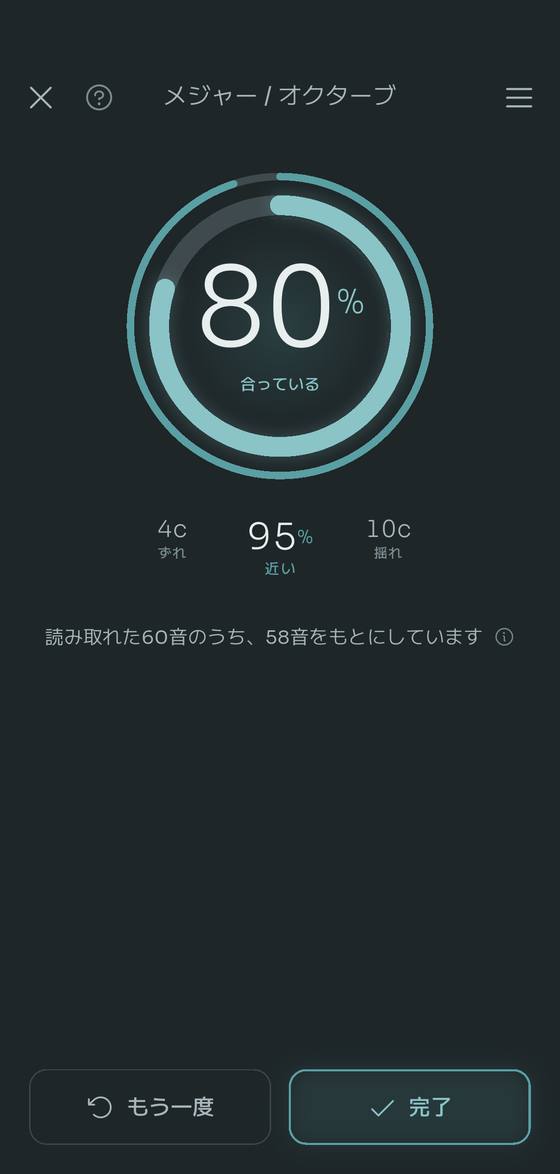 メジャー / オクターブ
80%
合っている
4c 95% 10c
ずれ 近い 揺れ
読み取れた60音のうち、58音をもとにしています
もう一度 完了